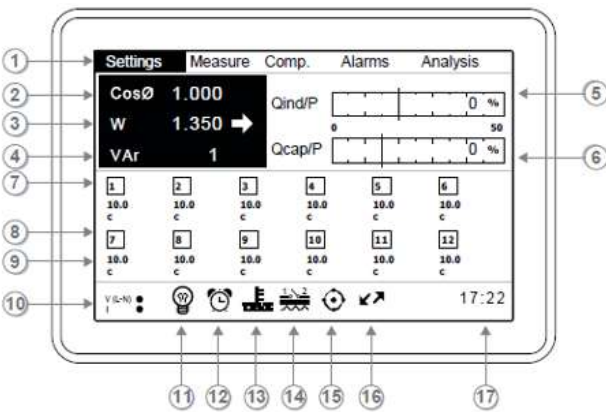 Settings Measure Comp. Alarms Analysis
CosØ 1.000
W 1.350
VAr 1
Qind/P 0 %
0 50
Qcap/P 0 %
1 2 3 4 5 6
10.0 10.0 10.0 10.0 10.0 10.0
c c c c c c
7 8 9 10 11 12
10.0 10.0 10.0 10.0 10.0 10.0
c c c c c c
V (L-N)
I
1 2
17:22
1
2
3
4
5
6
7
8
9
10
11 12 13 14 15 16 17